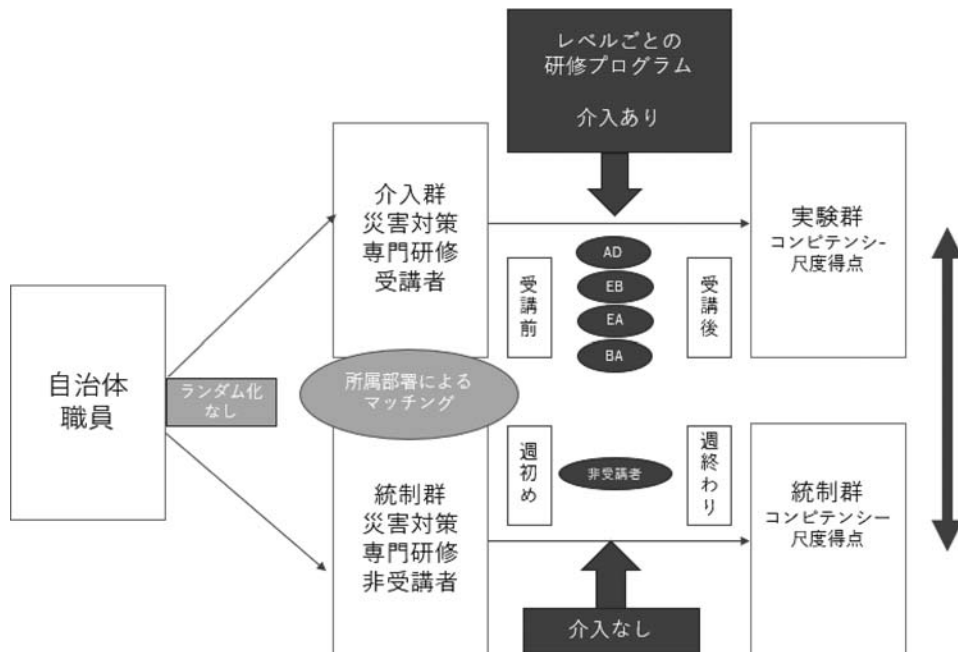 レベルごとの
研修プログラム
介入あり
介入群
災害対策
専門研修
受講者
実験群
コンピテンシー
尺度得点
受講前
AD
EB
EA
BA
受講後
自治体
職員
ランダム化
なし
所属部署による
マッチング
週初め
非受講者
週終わり
統制群
災害対策
専門研修
非受講者
統制群
コンピテンシー
尺度得点
介入なし